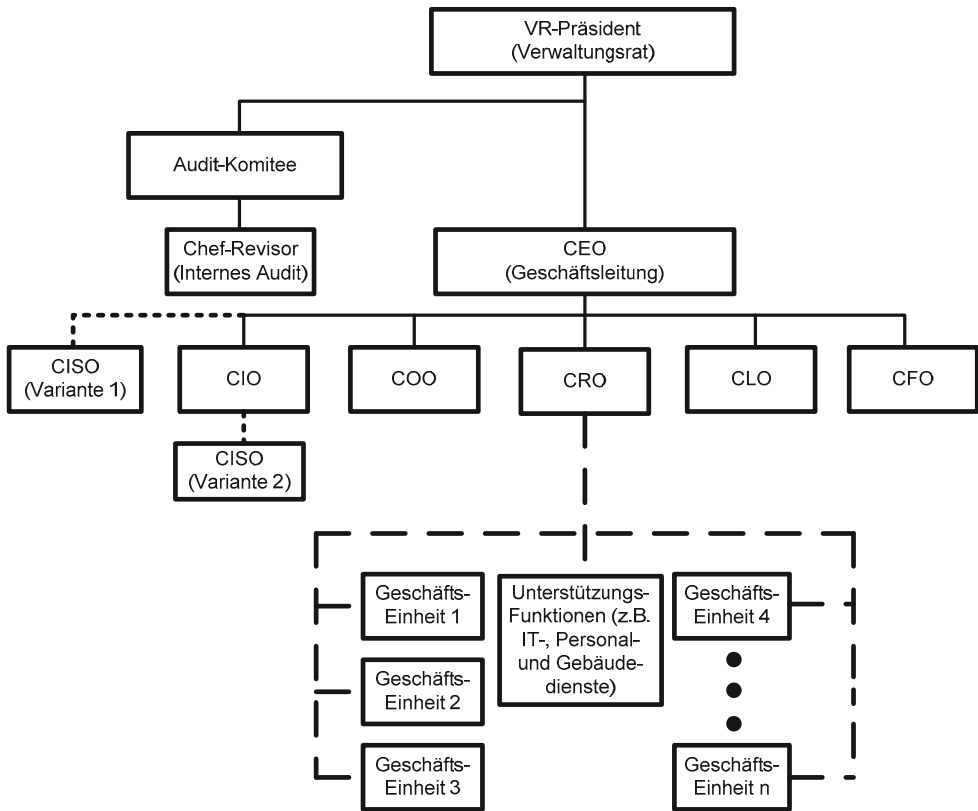 VR-Präsident
(Verwaltungsrat)
Audit-Komitee
Chef-Revisor
(Internes Audit)
CEO
(Geschäftsleitung)
CISO
(Variante 1)
CIO
COO
CRO
CLO
CFO
CISO
(Variante 2)
Geschäfts-
Einheit 1
Unterstützungs-
Funktionen (z.B.
IT-, Personal-
und Gebäude-
dienste)
Geschäfts-
Einheit 4
Geschäfts-
Einheit 2
Geschäfts-
Einheit 3
Geschäfts-
Einheit n